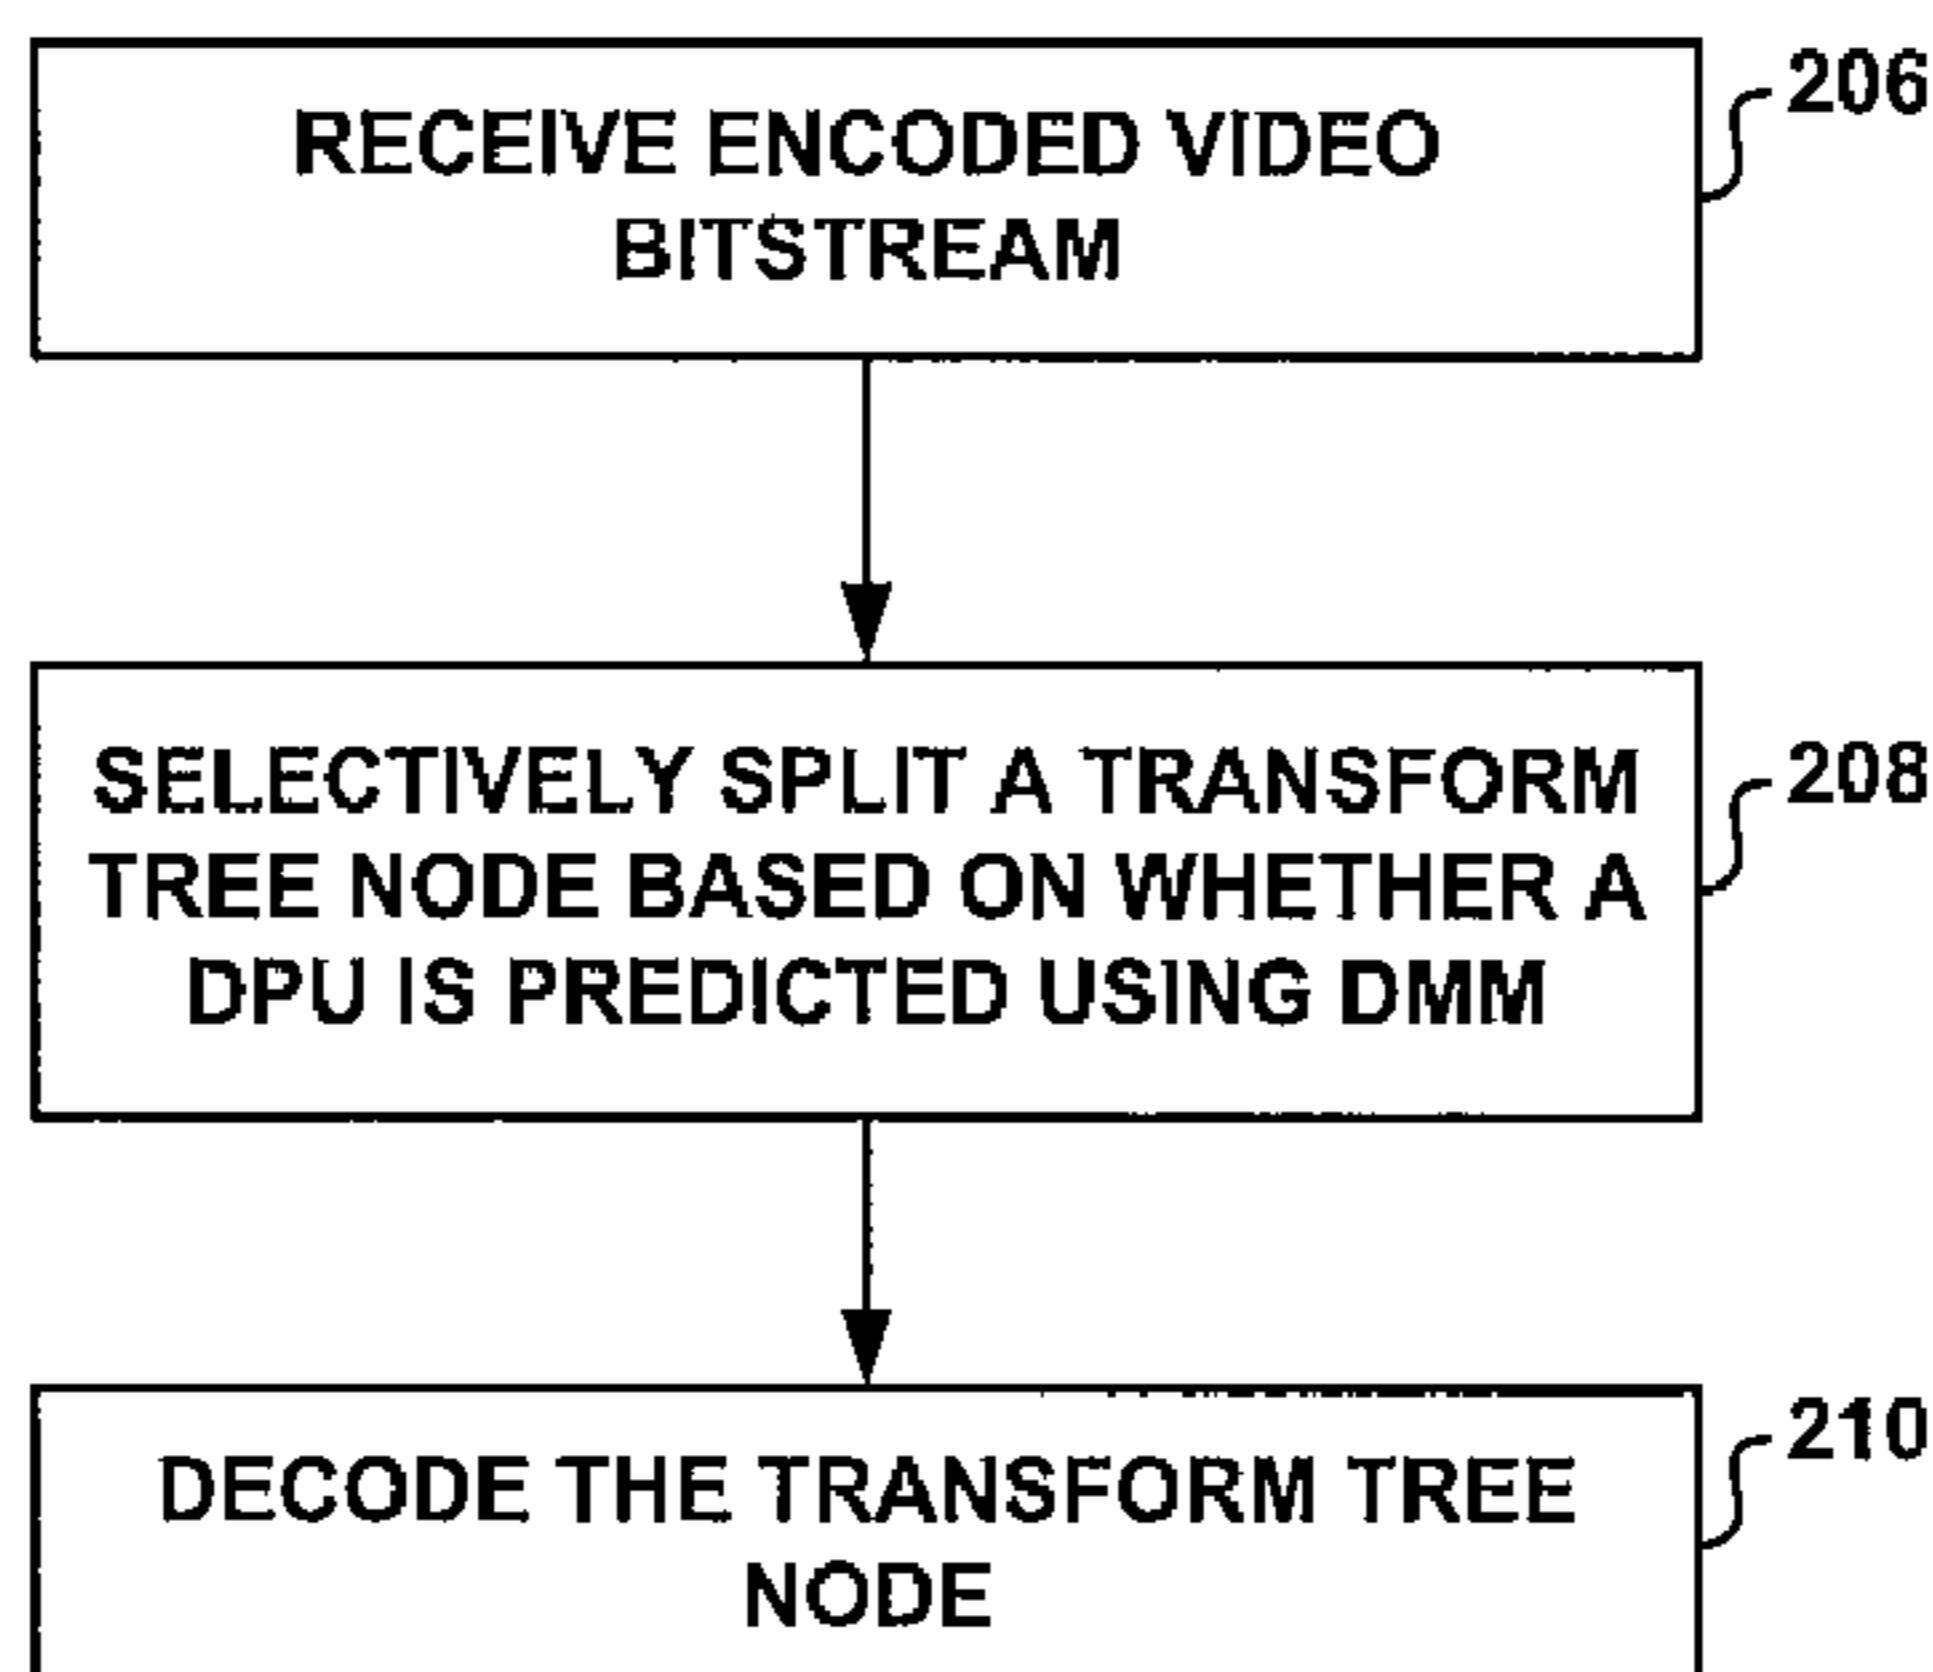 RECEIVE ENCODED VIDEO
BITSTREAM
206
SELECTIVELY SPLIT A TRANSFORM
TREE NODE BASED ON WHETHER A
DPU IS PREDICTED USING DMM
208
DECODE THE TRANSFORM TREE
NODE
210